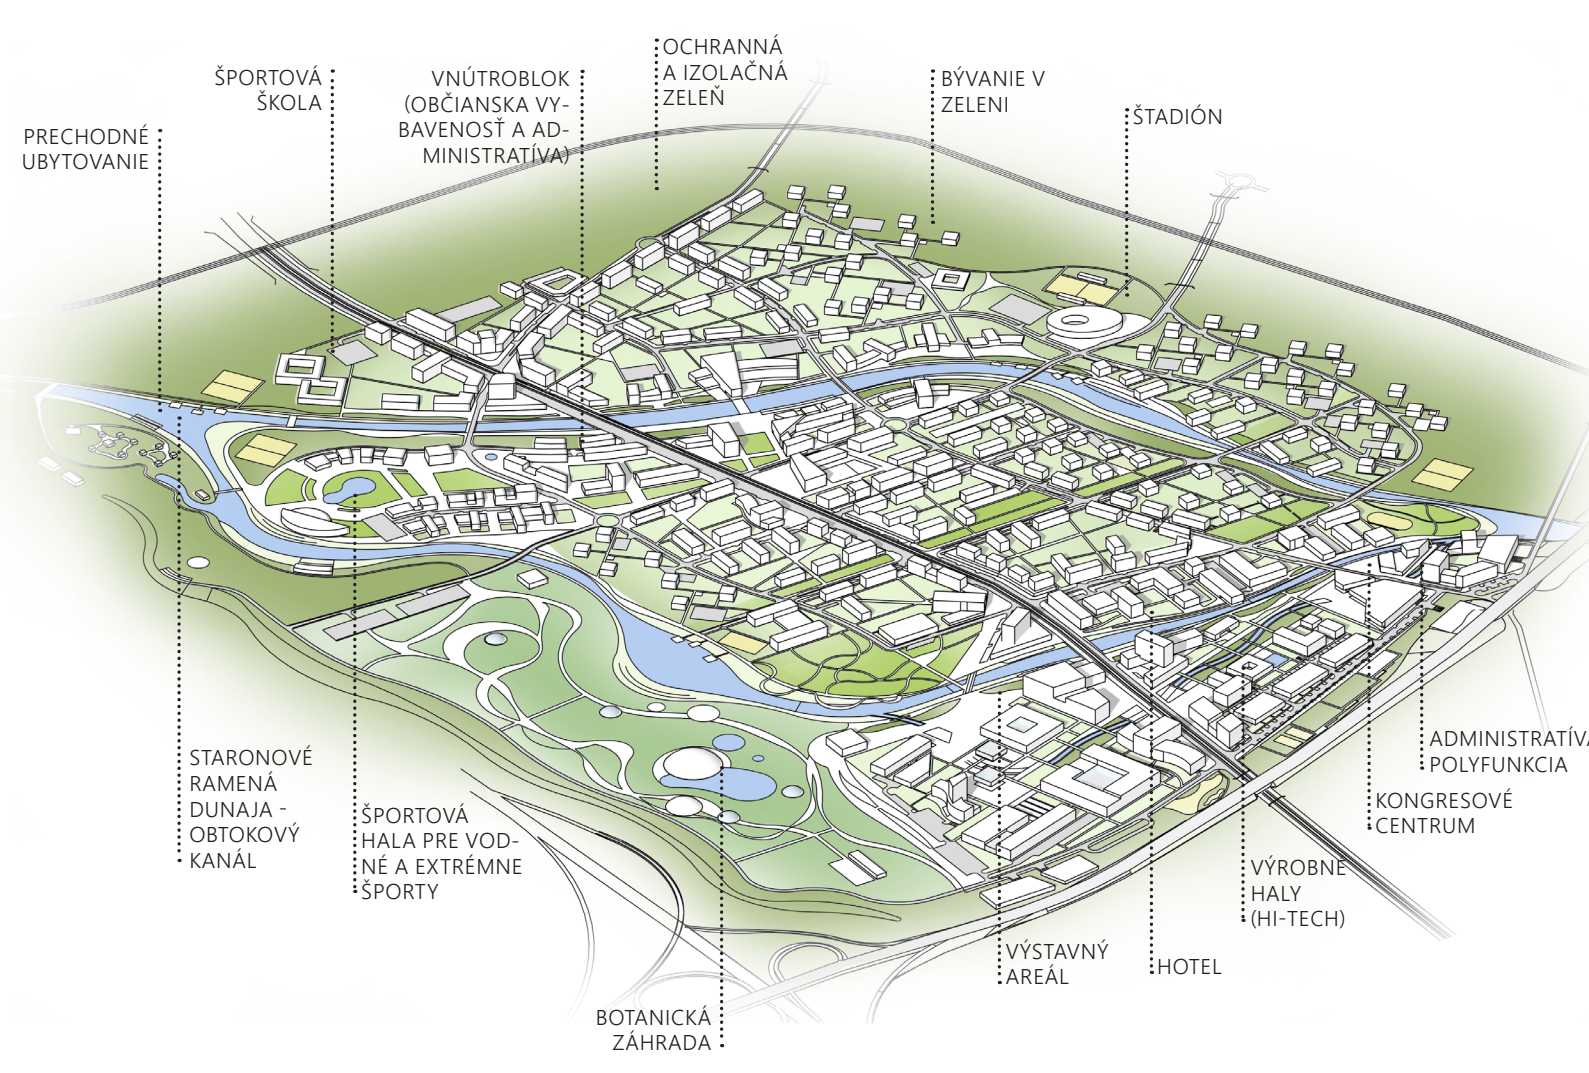 PRECHODNÉ
UBYTOVANIE
ŠPORTOVÁ
ŠKOLA
VNÚTROBLOK
(OBČIANSKA VY-
BAVENOSŤ A AD-
MINISTRATÍVA)
OCHRANNÁ
A IZOLAČNÁ
ZELEŇ
BÝVANIE V
ZELENI
ŠTADIÓN
STARONOVÉ
RAMENÁ
DUNAJA -
OBTOKOVÝ
KANÁL
ŠPORTOVÁ
HALA PRE VOD-
NÉ A EXTRÉMNE
ŠPORTY
BOTANICKÁ
ZÁHRADA
VÝSTAVNÝ
AREÁL
HOTEL
VÝROBNÉ
HALY
(HI-TECH)
KONGRESOVÉ
CENTRUM
ADMINISTRATÍVA
POLYFUNKCIA